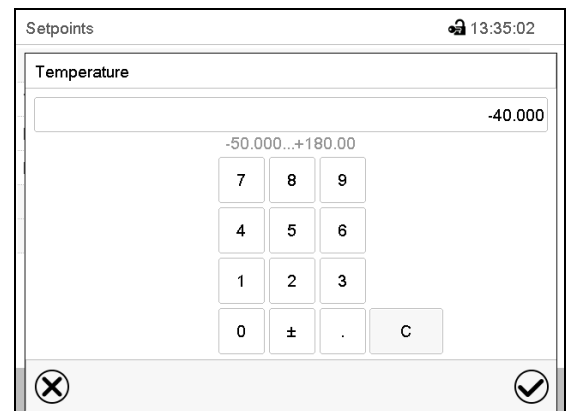 Setpoints 13:35:02
Temperature
-40.000
-50.000...+180.00
7 8 9
4 5 6
1 2 3
0 ± . C